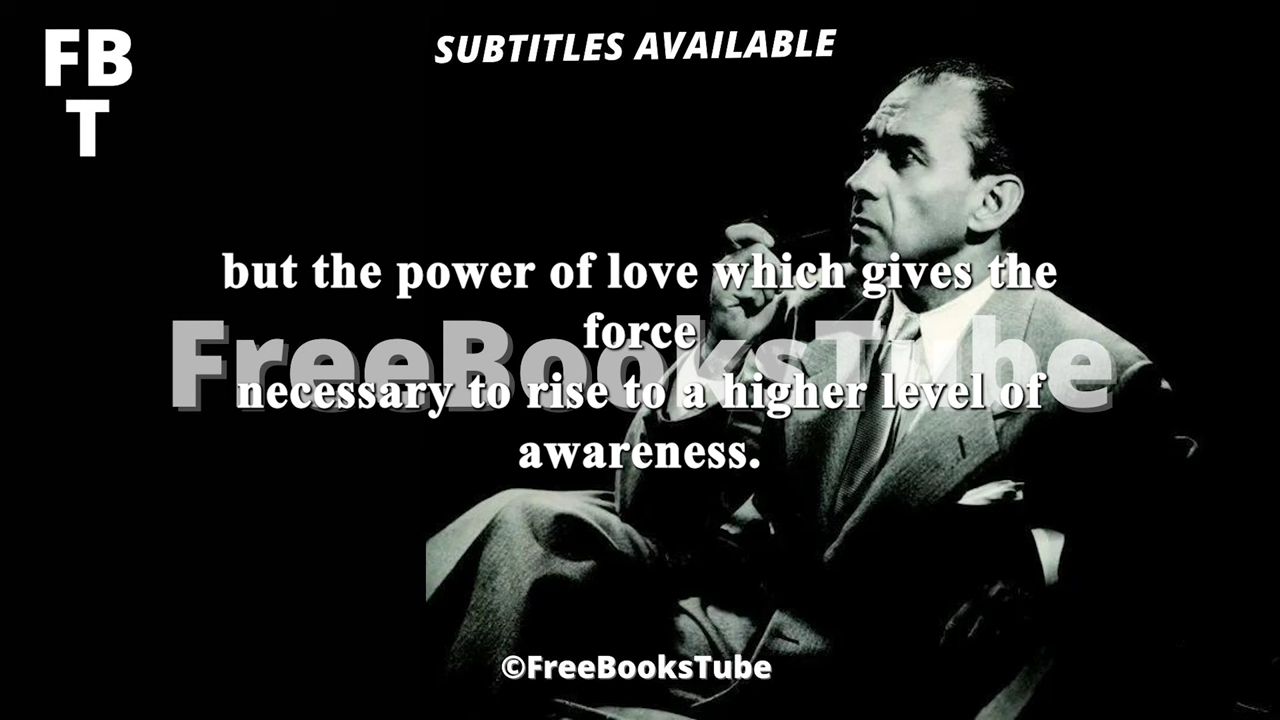 FB
T
SUBTITLES AVAILABLE
but the power of love which gives the
force
FreeBooksTube
necessary to rise to a higher level of
awareness.
©FreeBooksTube